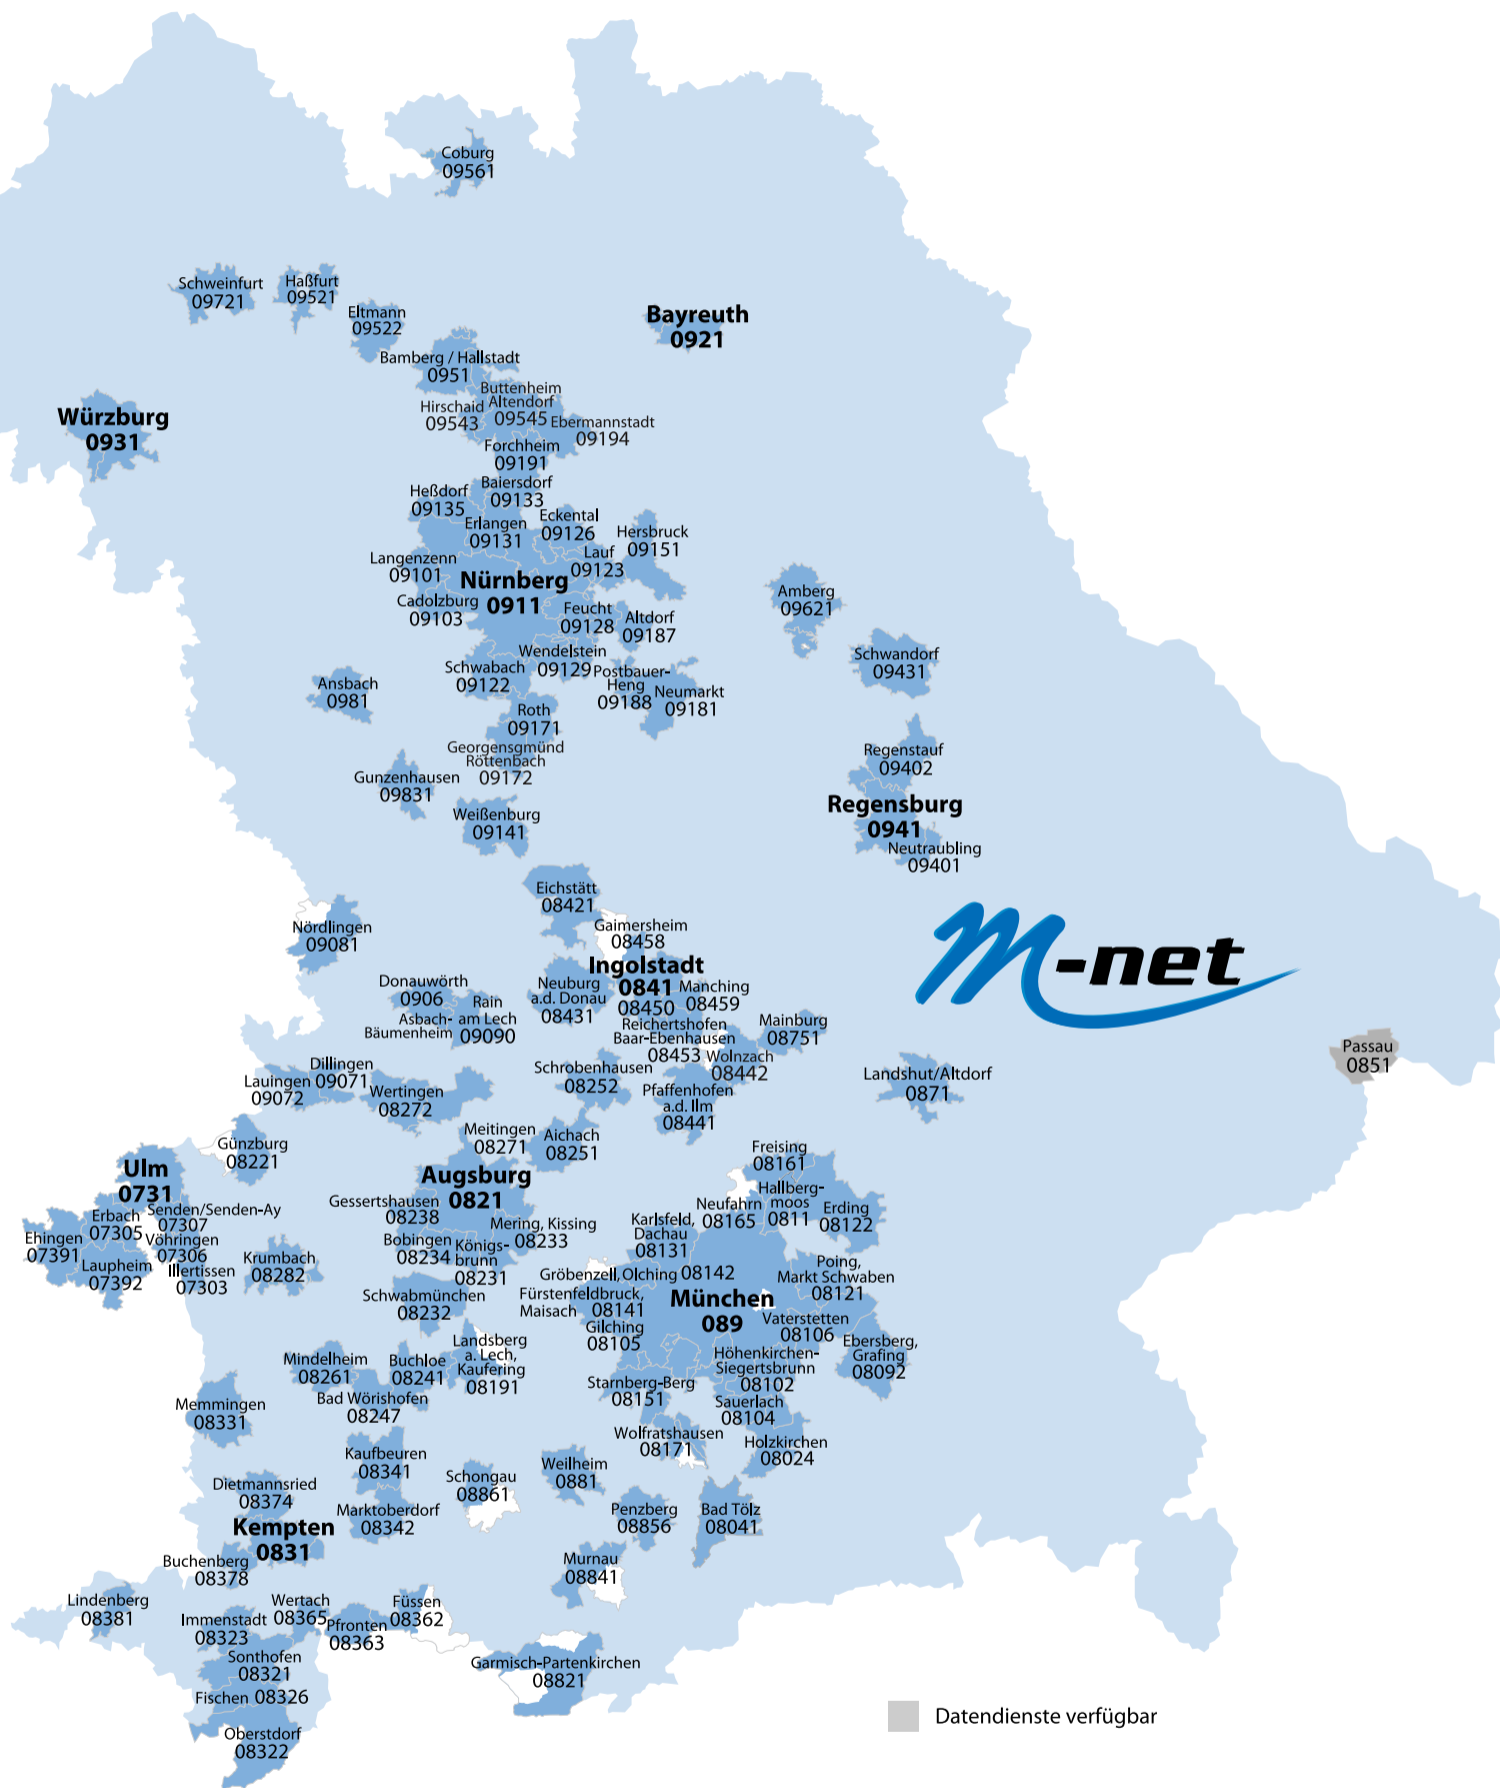 Coburg
09561
Schweinfurt
09721
Haßfurt
09521
Eltmann
09522
Bayreuth
0921
Bamberg / Hallstadt
0951
Buttenheim
Altendorf
09545
Hirschaid
09543
Ebermannstadt
09194
Würzburg
0931
Forchheim
09191
Baiersdorf
09133
Heßdorf
09135
Erlangen
09131
Eckental
09126
Hersbruck
09151
Lauf
09123
Langenzenn
09101
Nürnberg
0911
Cadolzburg
09103
Feucht
09128
Altdorf
09187
Amberg
09621
Wendelstein
09129
Schwabach
09122
Postbauer-
Heng
09188
Neumarkt
09181
Schwandorf
09431
Ansbach
0981
Roth
09171
Georgensgmünd
Röttenbach
09172
Gunzenhausen
09831
Weißenburg
09141
Regenstauf
09402
Regensburg
0941
Neutraubling
09401
Eichstätt
08421
Nördlingen
09081
Gaimersheim
08458
Ingolstadt
0841
08450
Manching
08459
Neuburg
a.d. Donau
08431
Reichertshofen
Baar-Ebenhausen
08453
M-net
Donauwörth
0906
Asbach-
Bäumenheim
Rain
am Lech
09090
Mainburg
08751
Wolnzach
08442
Passau
0851
Landshut/Altdorf
0871
Dillingen
09071
Lauingen
09072
Wertingen
08272
Schrobenhausen
08252
Pfaffenhofen
a.d. Ilm
08441
Günzburg
08221
Meitingen
08271
Aichach
08251
Freising
08161
Ulm
0731
Augsburg
0821
Gessertshausen
08238
Hallberg-
moos
0811
Neufahrn
08165
Erding
08122
Senden/Senden-Ay
07307
Erbach
07305
Ehingen
07391
Vöhringen
07306
Laupheim
07392
Illertissen
07303
Krumbach
08282
Mering, Kissing
08233
Bobingen
08234
Königs-
brunn
08231
Karlsfeld,
Dachau
08131
Gröbenzell,Olching 08142
Poing,
Markt Schwaben
08121
Schwabmünchen
08232
Fürstenfeldbruck,
Maisach
08141
München
089
Gilching
08105
Vaterstetten
08106
Ebersberg,
Grafing
08092
Landsberg
a. Lech,
Kaufering
08191
Höhenkirchen-
Siegertsbrunn
08102
Mindelheim
08261
Buchloe
08241
Bad Wörishofen
08247
Starnberg-Berg
08151
Sauerlach
08104
Memmingen
08331
Wolfratshausen
08171
Holzkirchen
08024
Kaufbeuren
08341
Schongau
08861
Weilheim
0881
Dietmannsried
08374
Marktoberdorf
08342
Penzberg
08856
Bad Tölz
08041
Kempten
0831
Buchenberg
08378
Murnau
08841
Lindenberg
08381
Wertach
08365
Füssen
08362
Immenstadt
08323
Pfronten
08363
Sonthofen
08321
Garmisch-Partenkirchen
08821
Fischen 08326
Oberstdorf
08322
Datendienste verfügbar